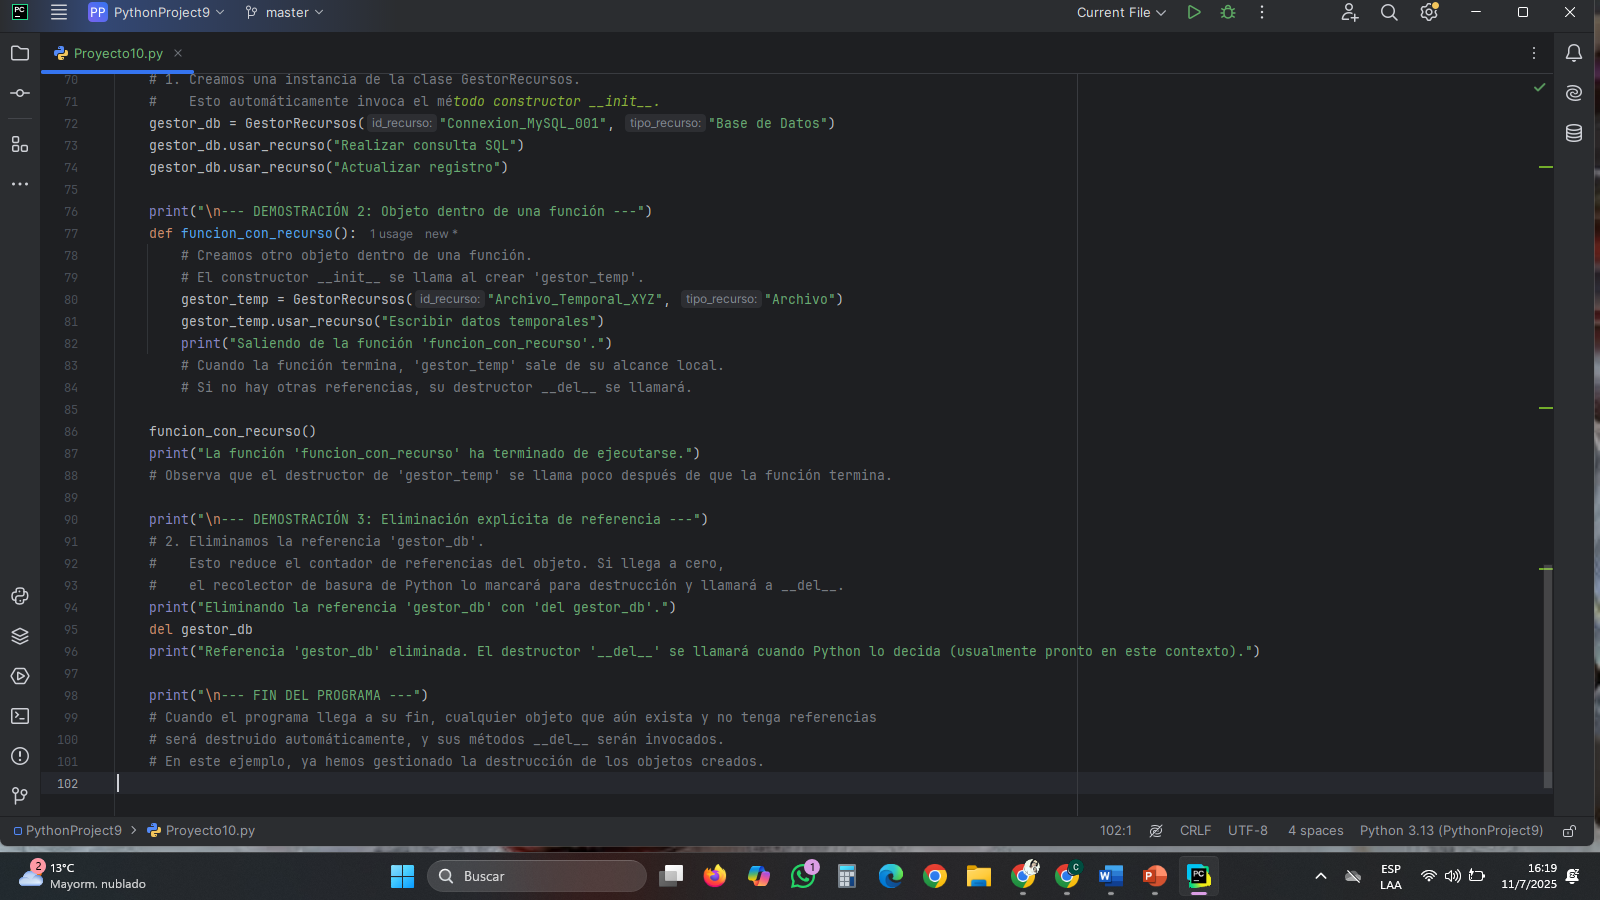 PC
PP PythonProject9 master
Current File
Proyecto10.py
70 # 1. Creamos una instancia de la clase GestorRecursos.
71 #    Esto automáticamente invoca el método constructor __init__.
72 gestor_db = GestorRecursos( id_recurso: "Connexion_MySQL_001", tipo_recurso: "Base de Datos")
73 gestor_db.usar_recurso("Realizar consulta SQL")
74 gestor_db.usar_recurso("Actualizar registro")
75
76 print("\n--- DEMOSTRACIÓN 2: Objeto dentro de una función ---")
77 def funcion_con_recurso(): 1 usage new *
78     # Creamos otro objeto dentro de una función.
79     # El constructor __init__ se llama al crear 'gestor_temp'.
80     gestor_temp = GestorRecursos( id_recurso: "Archivo_Temporal_XYZ", tipo_recurso: "Archivo")
81     gestor_temp.usar_recurso("Escribir datos temporales")
82     print("Saliendo de la función 'funcion_con_recurso'.")
83     # Cuando la función termina, 'gestor_temp' sale de su alcance local.
84     # Si no hay otras referencias, su destructor __del__ se llamará.
85
86 funcion_con_recurso()
87 print("La función 'funcion_con_recurso' ha terminado de ejecutarse.")
88 # Observa que el destructor de 'gestor_temp' se llama poco después de que la función termina.
89
90 print("\n--- DEMOSTRACIÓN 3: Eliminación explícita de referencia ---")
91 # 2. Eliminamos la referencia 'gestor_db'.
92 #    Esto reduce el contador de referencias del objeto. Si llega a cero,
93 #    el recolector de basura de Python lo marcará para destrucción y llamará a __del__.
94 print("Eliminando la referencia 'gestor_db' con 'del gestor_db'.")
95 del gestor_db
96 print("Referencia 'gestor_db' eliminada. El destructor '__del__' se llamará cuando Python lo decida (usualmente pronto en este contexto).")
97
98 print("\n--- FIN DEL PROGRAMA ---")
99 # Cuando el programa llega a su fin, cualquier objeto que aún exista y no tenga referencias
100 # será destruido automáticamente, y sus métodos __del__ serán invocados.
101 # En este ejemplo, ya hemos gestionado la destrucción de los objetos creados.
102
PythonProject9 > Proyecto10.py 102:1 CRLF UTF-8 4 spaces Python 3.13 (PythonProject9)
2 13°C
Mayorm. nublado
Buscar
1
C
PC
ESP
LAA
16:19
11/7/2025